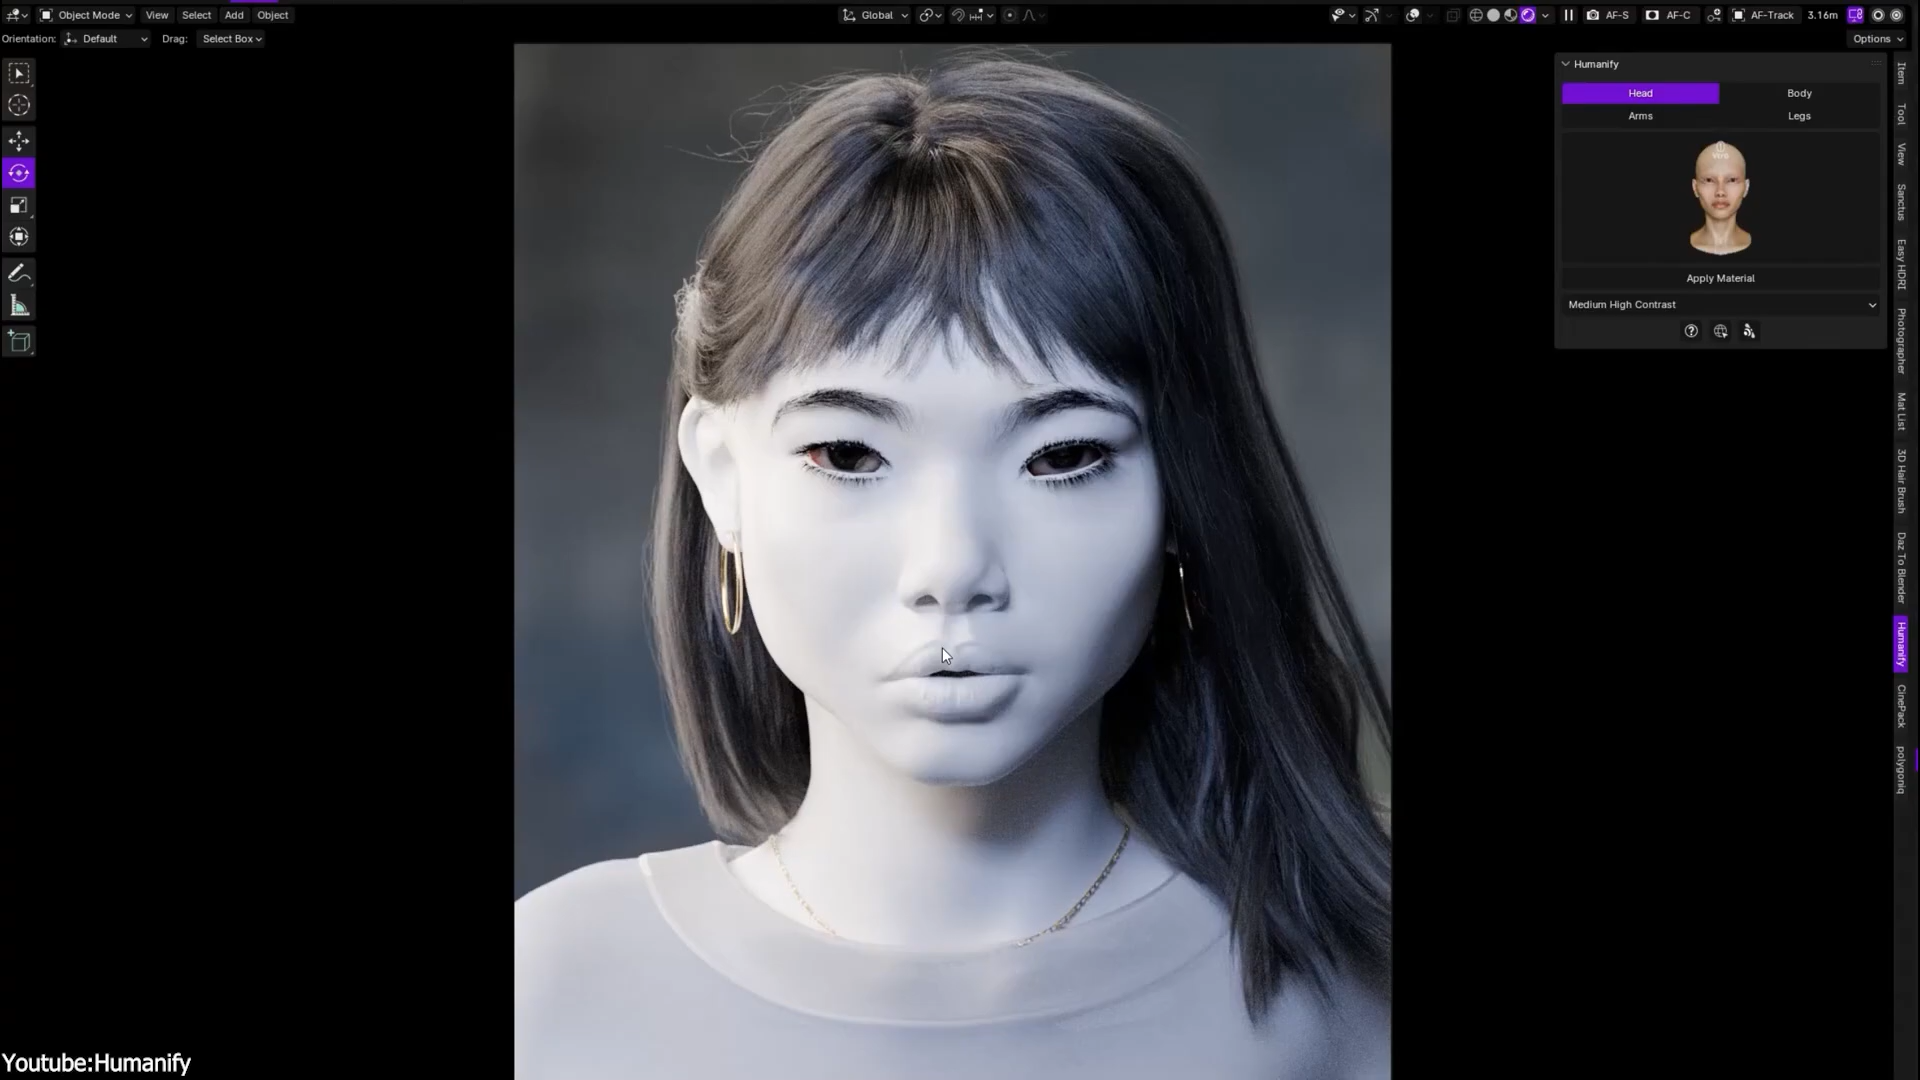 Object Mode View Select Add Object Global AF-S AF-C AF-Track 3.16m
Orientation: Default Drag: Select Box Options
Humanify
Head Body
Arms Legs
Apply Material
Medium High Contrast
Item
Tool
View
Sanctus
Easy HDRI
Photographer
Mat List
3D Hair Brush
Daz To Blender
Humanify
CinePack
polygoniq
Youtube:Humanify